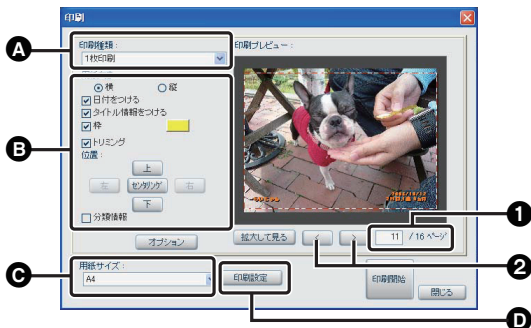 印刷
A
印刷種類：
1枚印刷
印刷プレビュー：
B
横 縦
日付をつける
タイトル情報をつける
枠
トリミング
位置：
上
左 センタリング 右
下
分類情報
オプション
拡大して見る < > 11 / 16 ページ
1
2
C
用紙サイズ：
A4
印刷設定
印刷開始
閉じる
D